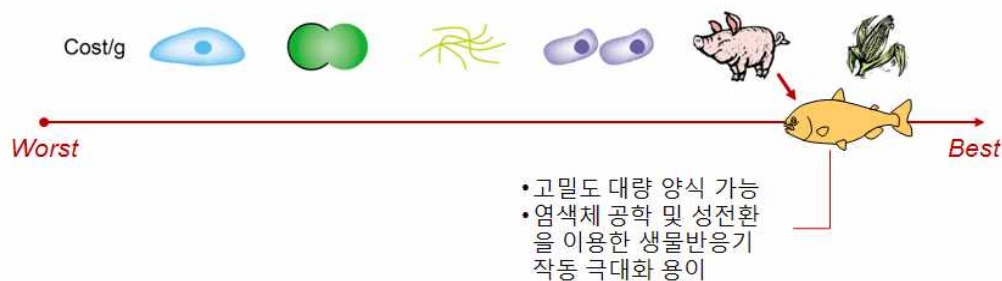 Cost/g
Worst
Best
•고밀도 대량 양식 가능
•염색체 공학 및 성전환
을 이용한 생물반응기
작동 극대화 용이